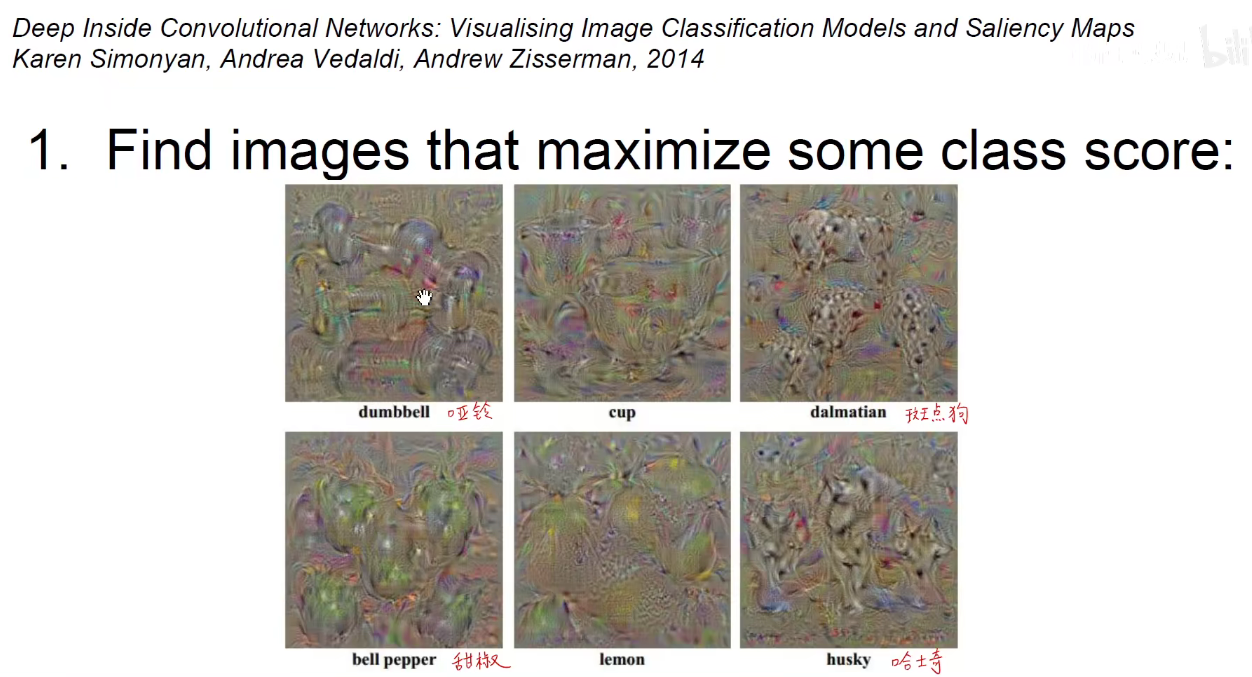 Deep Inside Convolutional Networks: Visualising Image Classification Models and Saliency Maps
Karen Simonyan, Andrea Vedaldi, Andrew Zisserman, 2014
bili
1. Find images that maximize some class score:
dumbbell 哑铃 cup dalmatian 斑点狗
bell pepper 甜椒 lemon husky 哈士奇